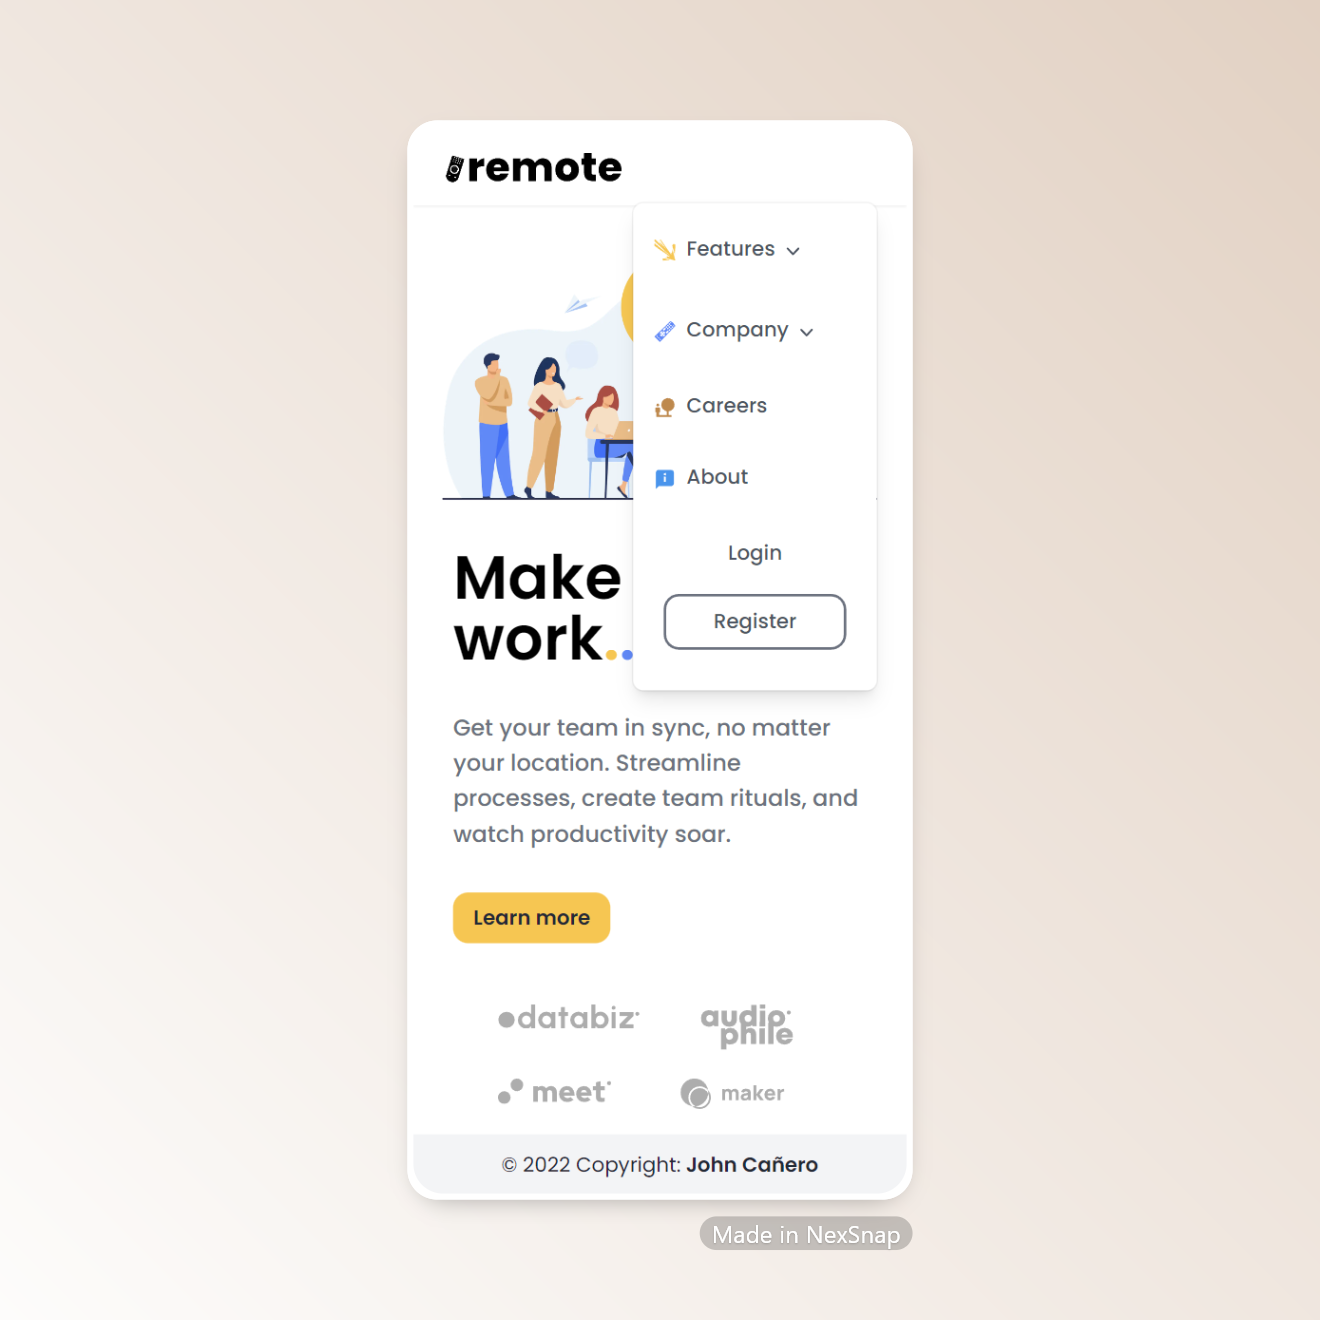 remote
Features
Company
Careers
About
Login
Register
Make
work..
Get your team in sync, no matter
your location. Streamline
processes, create team rituals, and
watch productivity soar.
Learn more
databiz
audiophile
meet
maker
© 2022 Copyright: John Cañero
Made in NexSnap